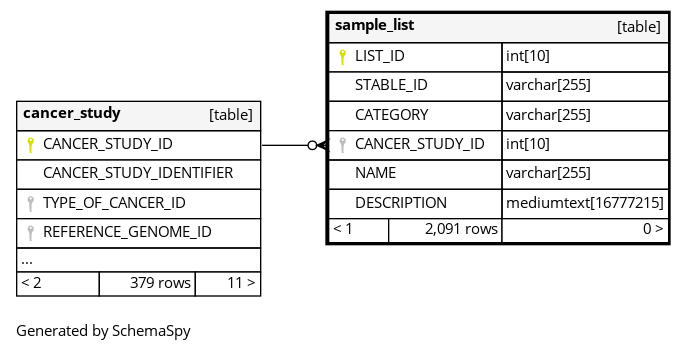 sample_list [table]
LIST_ID int[10]
STABLE_ID varchar[255]
CATEGORY varchar[255]
CANCER_STUDY_ID int[10]
NAME varchar[255]
DESCRIPTION mediumtext[16777215]
< 1 2,091 rows 0 >
cancer_study [table]
CANCER_STUDY_ID
CANCER_STUDY_IDENTIFIER
TYPE_OF_CANCER_ID
REFERENCE_GENOME_ID
...
< 2 379 rows 11 >
Generated by SchemaSpy